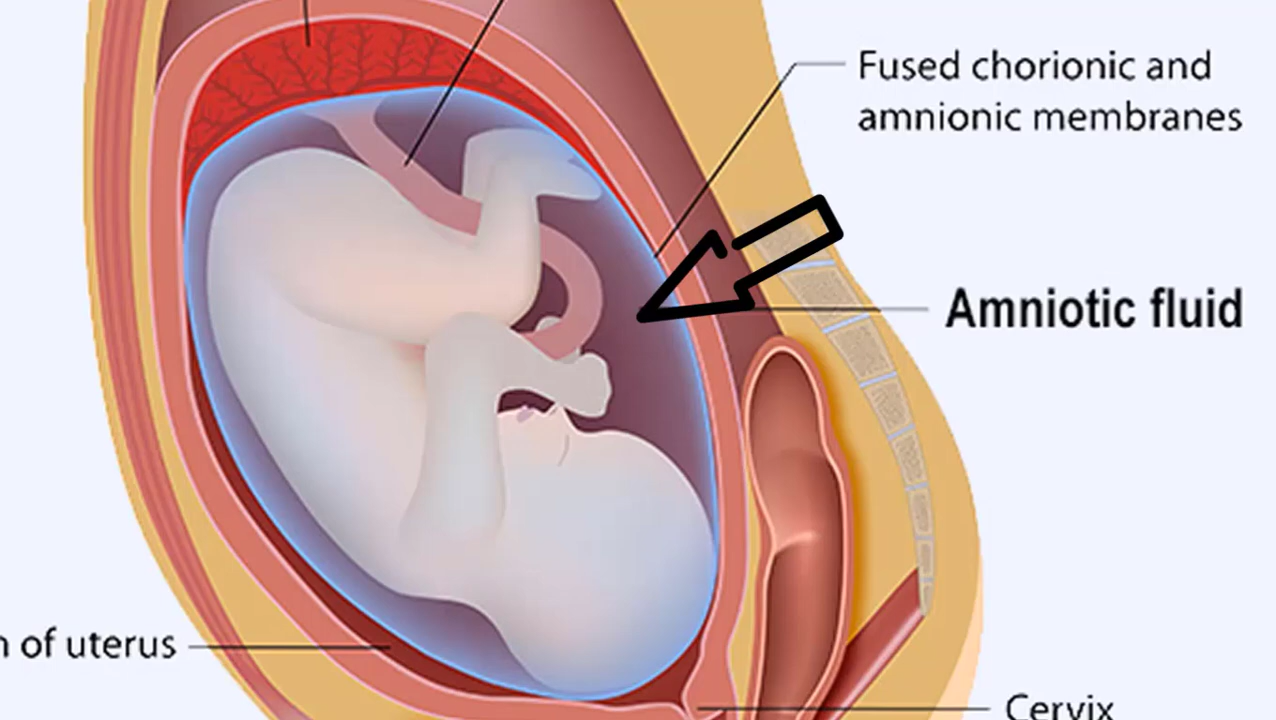 Fused chorionic and
amnionic membranes
Amniotic fluid
of uterus
Cervix